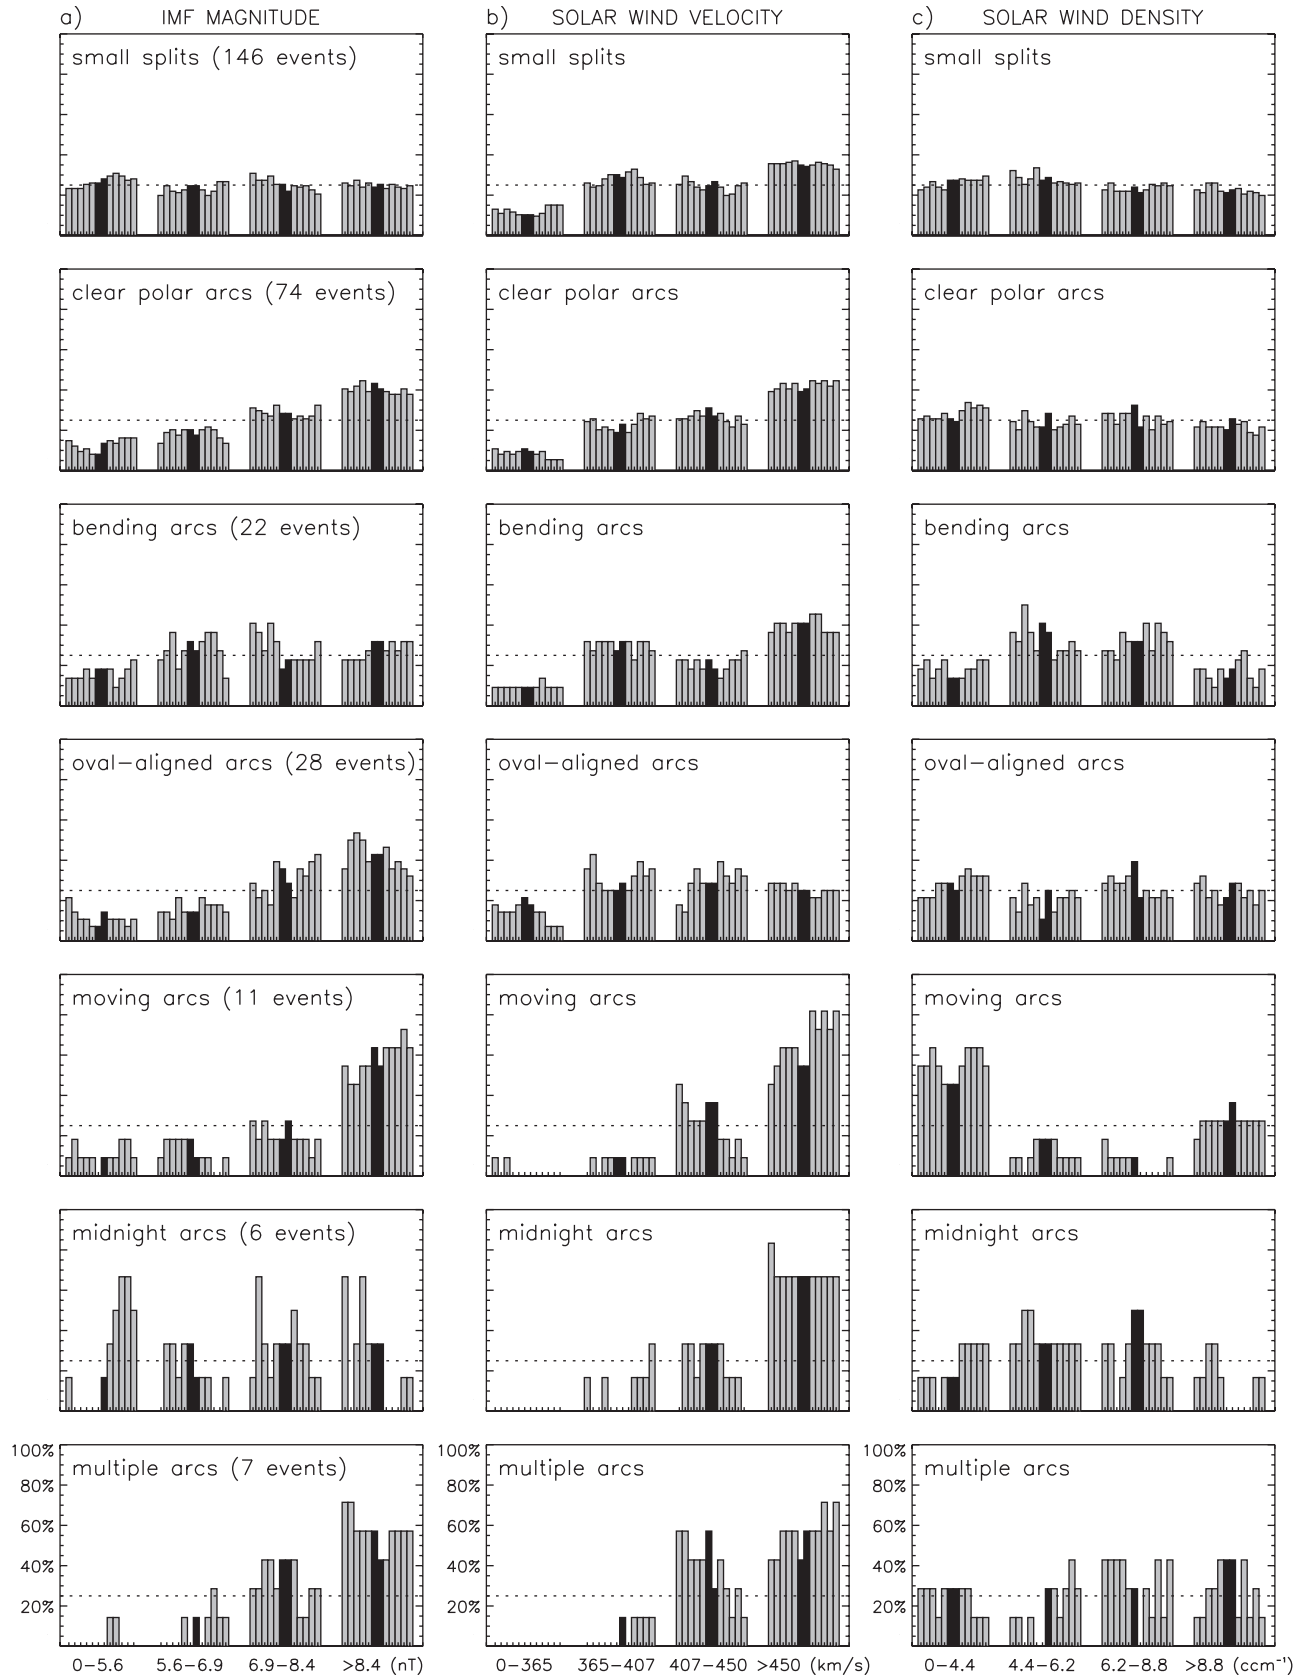 a) IMF MAGNITUDE b) SOLAR WIND VELOCITY c) SOLAR WIND DENSITY
small splits (146 events) small splits small splits
clear polar arcs (74 events) clear polar arcs clear polar arcs
bending arcs (22 events) bending arcs bending arcs
oval-aligned arcs (28 events) oval-aligned arcs oval-aligned arcs
moving arcs (11 events) moving arcs moving arcs
midnight arcs (6 events) midnight arcs midnight arcs
100% 100% 100%
multiple arcs (7 events) multiple arcs multiple arcs
80% 80% 80%
60% 60% 60%
40% 40% 40%
20% 20% 20%
0-5.6 5.6-6.9 6.9-8.4 >8.4 (nT) 0-365 365-407 407-450 >450 (km/s) 0-4.4 4.4-6.2 6.2-8.8 >8.8 (ccm⁻¹)